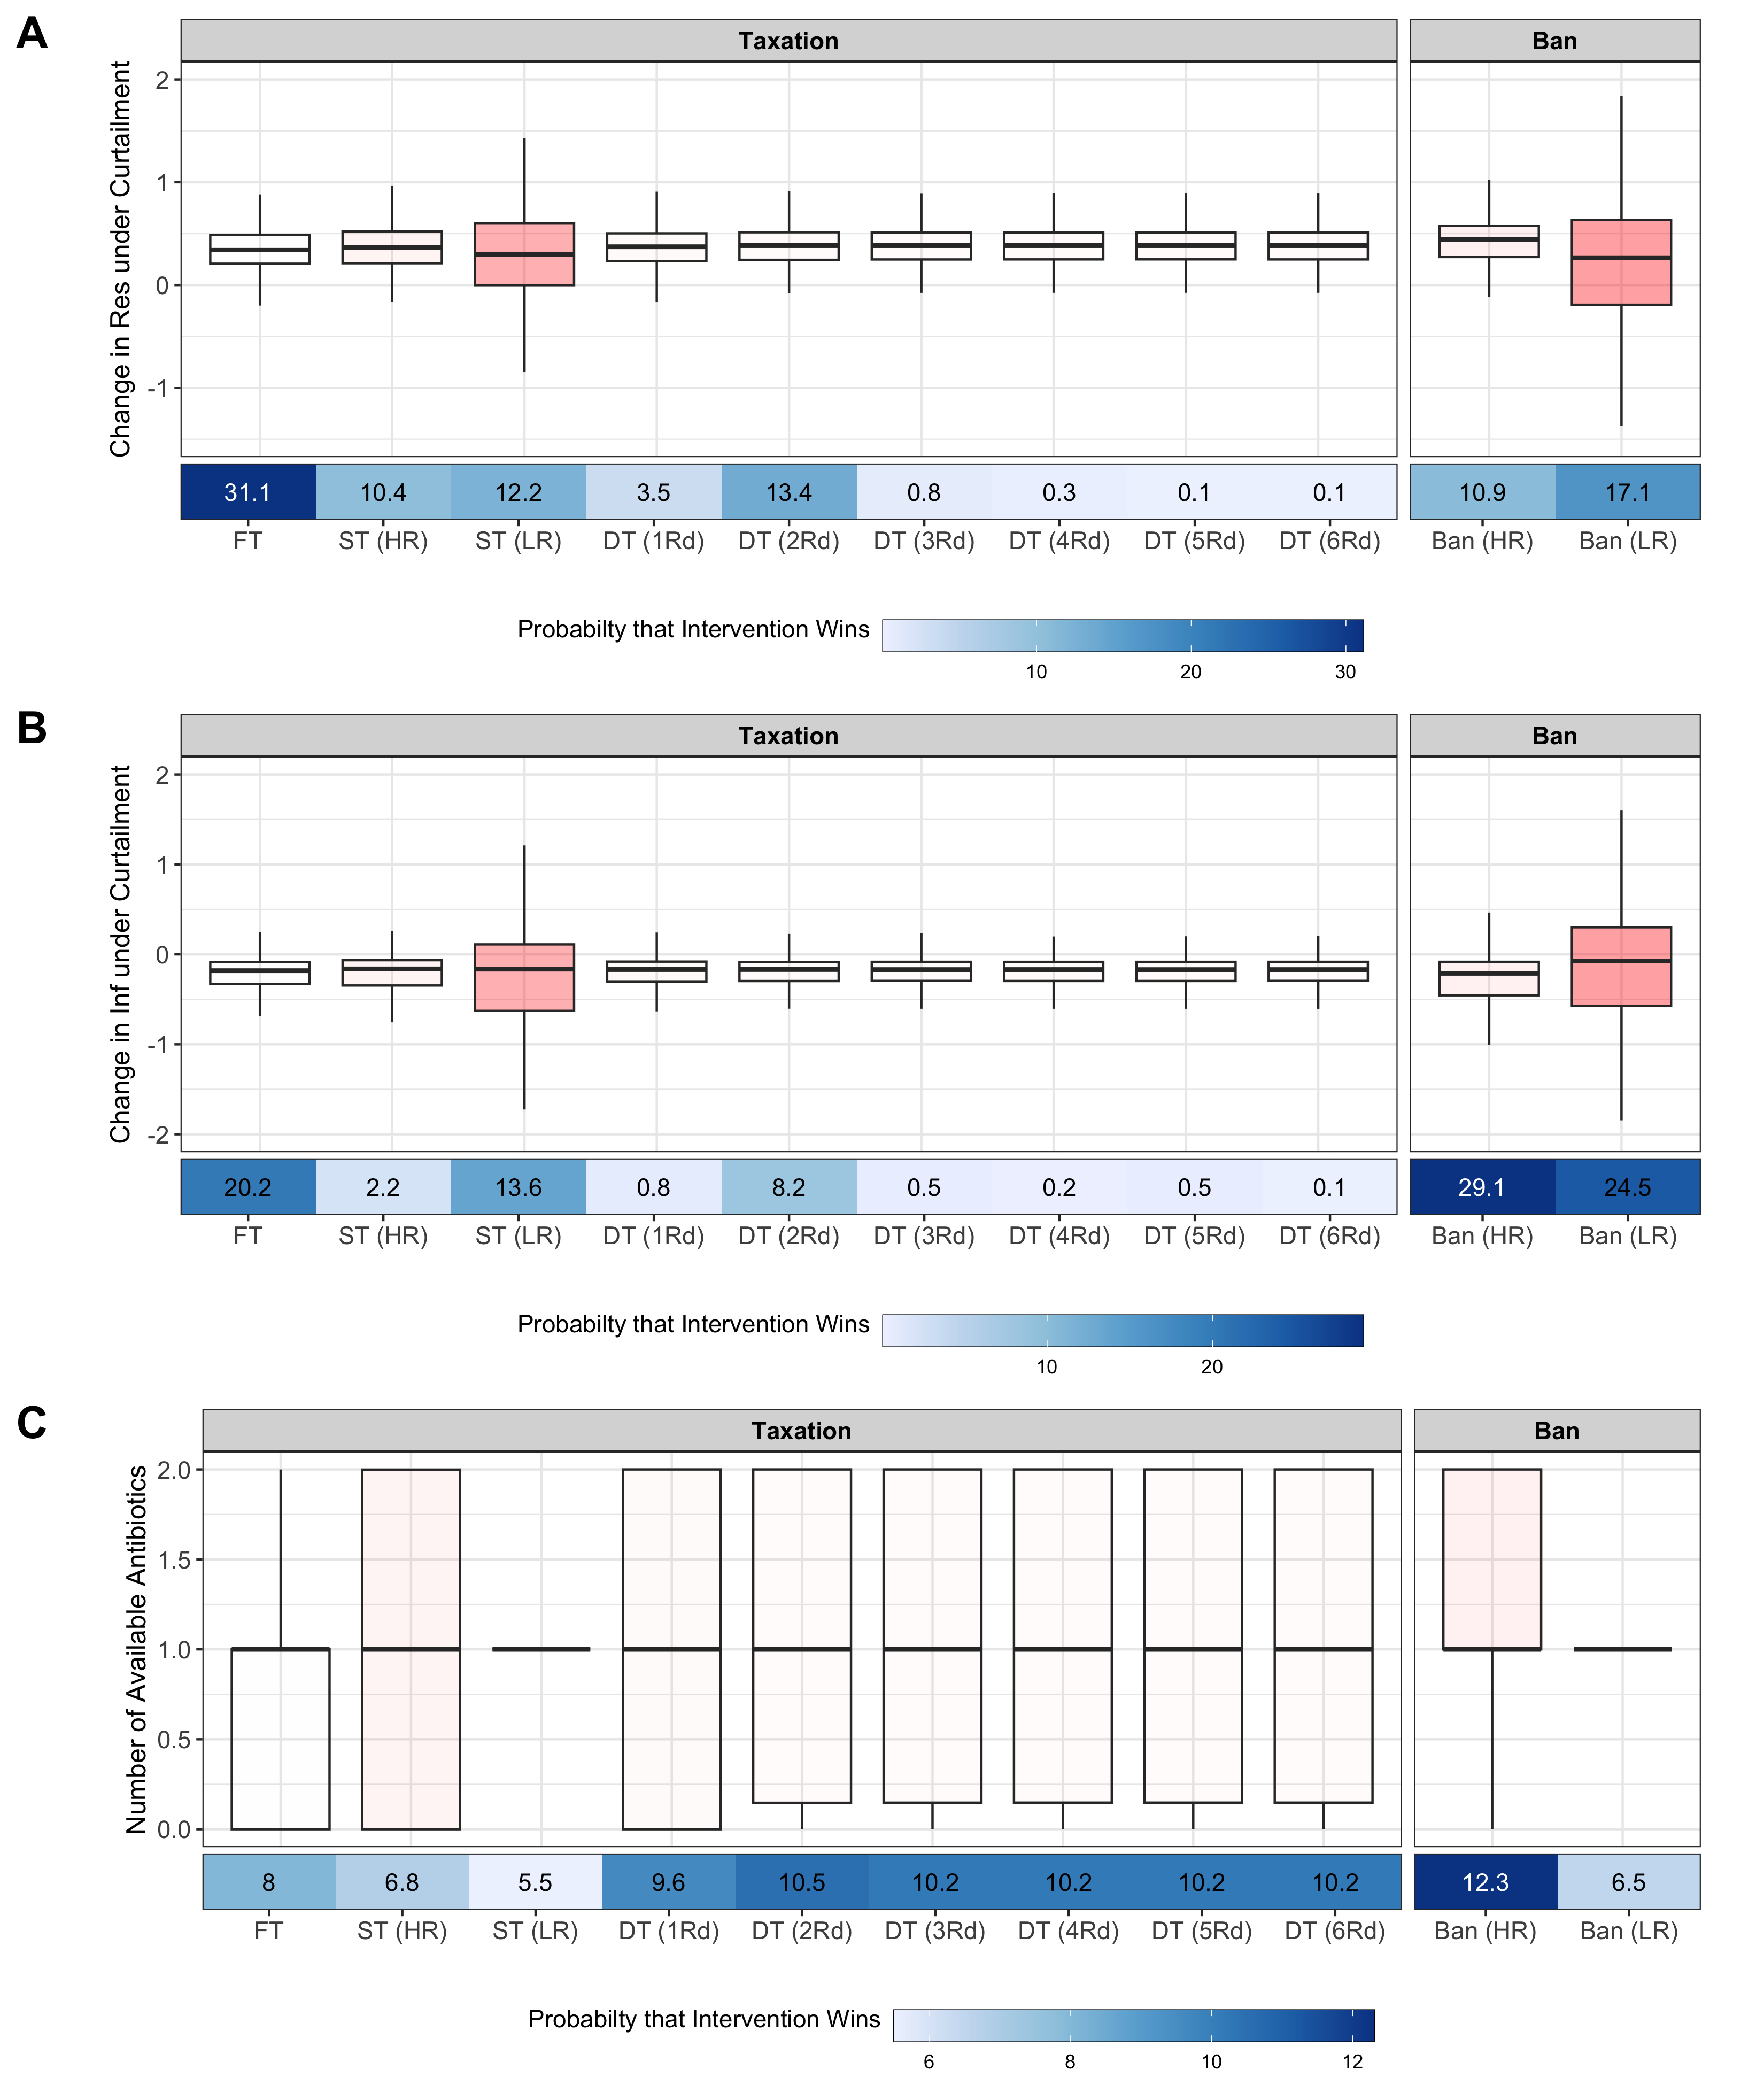 A
Taxation
Ban
Change in Res under Curtailment
2
1
0
-1
31.1 10.4 12.2 3.5 13.4 0.8 0.3 0.1 0.1 10.9 17.1
FT ST (HR) ST (LR) DT (1Rd) DT (2Rd) DT (3Rd) DT (4Rd) DT (5Rd) DT (6Rd) Ban (HR) Ban (LR)
Probabilty that Intervention Wins
10 20 30
B
Taxation
Ban
Change in Inf under Curtailment
2
1
0
-1
-2
20.2 2.2 13.6 0.8 8.2 0.5 0.2 0.5 0.1 29.1 24.5
FT ST (HR) ST (LR) DT (1Rd) DT (2Rd) DT (3Rd) DT (4Rd) DT (5Rd) DT (6Rd) Ban (HR) Ban (LR)
Probabilty that Intervention Wins
10 20
C
Taxation
Ban
Number of Available Antibiotics
2.0
1.5
1.0
0.5
0.0
8 6.8 5.5 9.6 10.5 10.2 10.2 10.2 10.2 12.3 6.5
FT ST (HR) ST (LR) DT (1Rd) DT (2Rd) DT (3Rd) DT (4Rd) DT (5Rd) DT (6Rd) Ban (HR) Ban (LR)
Probabilty that Intervention Wins
6 8 10 12